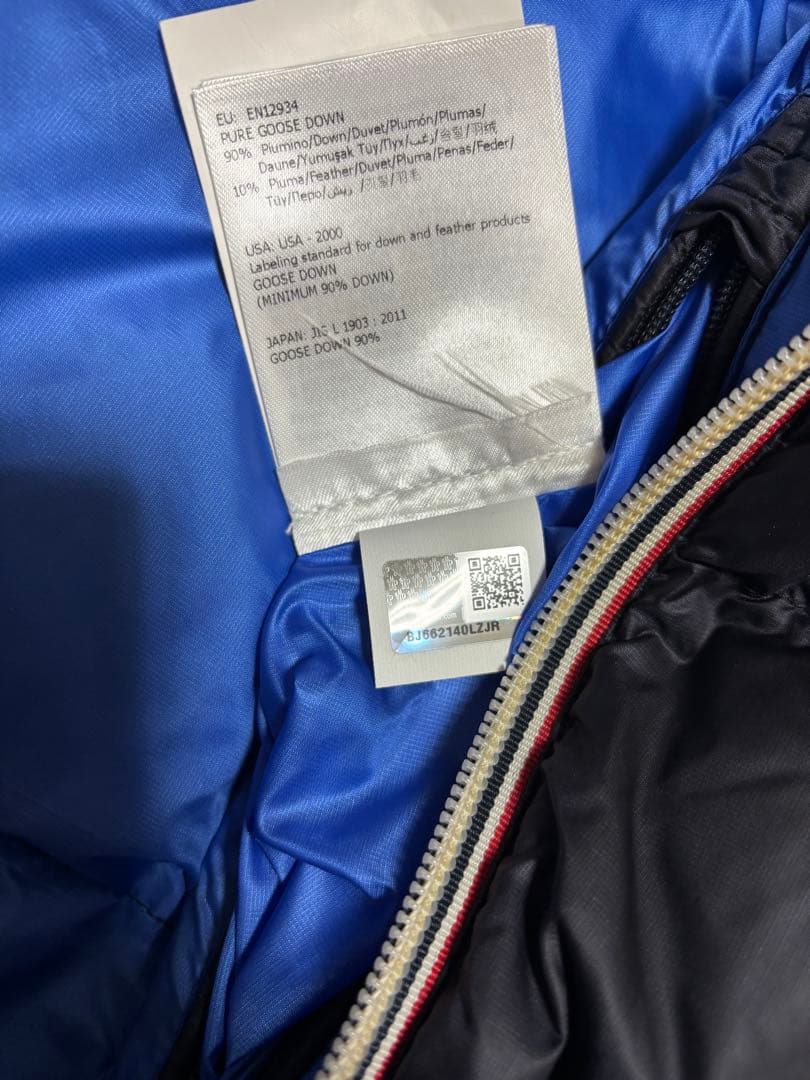 EU: EN12934
PURE GOOSE DOWN
90% Piumino/Down/Duvet/Plumón/Plumas/
Daune/Yumuşak Tüy/Пух/زغب/솜털/羽绒
10% Piuma/Feather/Duvet/Pluma/Penas/Feder/
Tüy/Перо/ريش/깃털/羽毛
USA: USA - 2000
Labeling standard for down and feather products
GOOSE DOWN
(MINIMUM 90% DOWN)
JAPAN: JIS L 1903 : 2011
GOOSE DOWN 90%
BJ662140LZJR